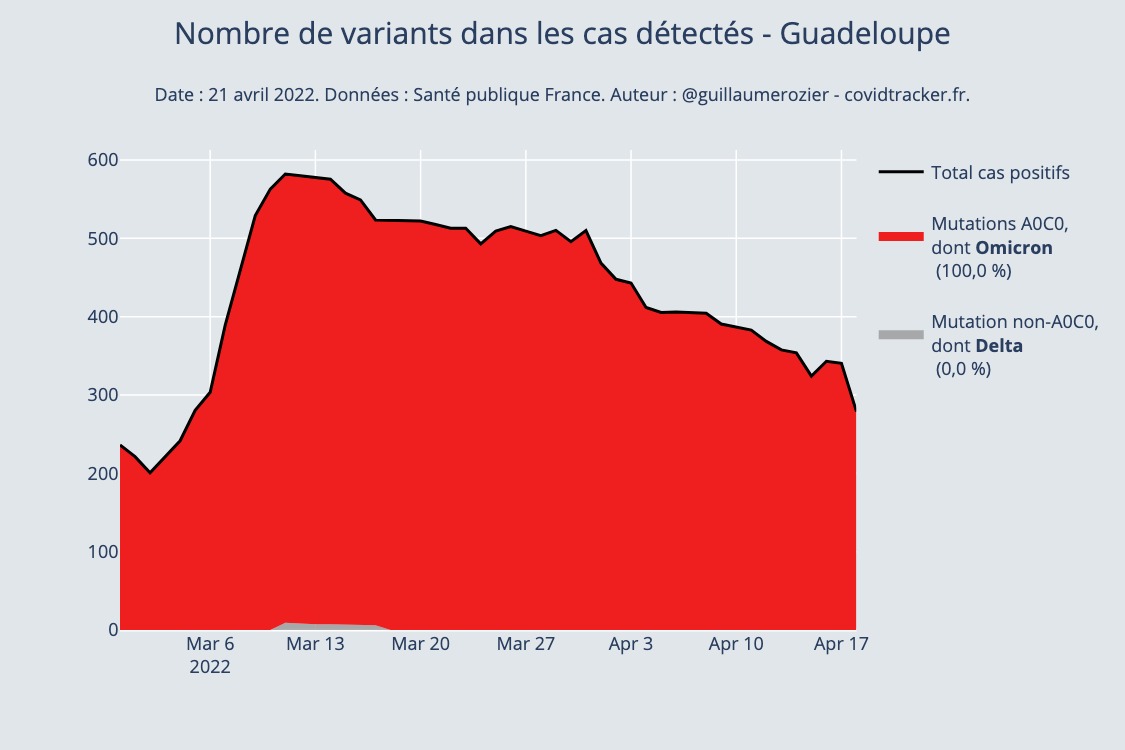 Nombre de variants dans les cas détectés - Guadeloupe
Date : 21 avril 2022. Données : Santé publique France. Auteur : @guillaumerozier - covidtracker.fr.
600
500
400
300
200
100
0
Mar 6
2022
Mar 13
Mar 20
Mar 27
Apr 3
Apr 10
Apr 17
Total cas positifs
Mutations A0C0,
dont Omicron
(100,0 %)
Mutation non-A0C0,
dont Delta
(0,0 %)